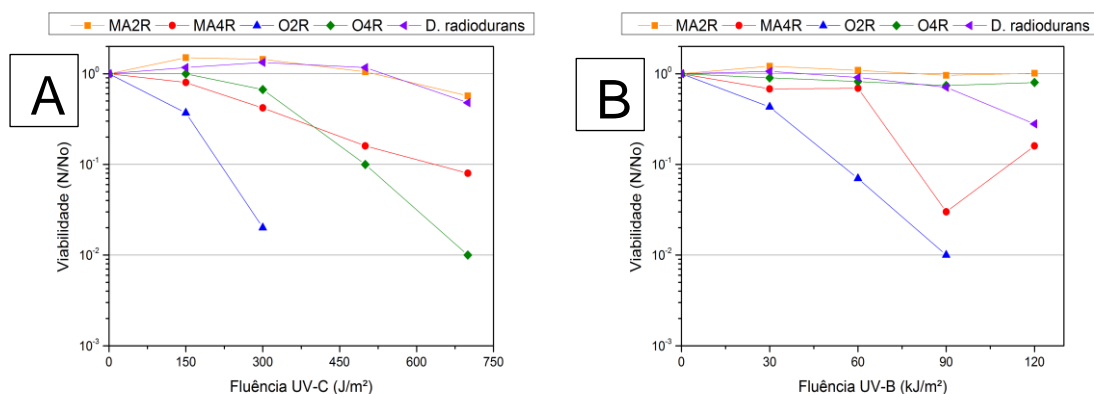 MA2R MA4R O2R O4R D. radiodurans
A
Viabilidade (N/No)
10⁰
10⁻¹
10⁻²
10⁻³
0 150 300 450 600 750
Fluência UV-C (J/m²)
MA2R MA4R O2R O4R D. radiodurans
B
Viabilidade (N/No)
10⁰
10⁻¹
10⁻²
10⁻³
0 30 60 90 120
Fluência UV-B (kJ/m²)